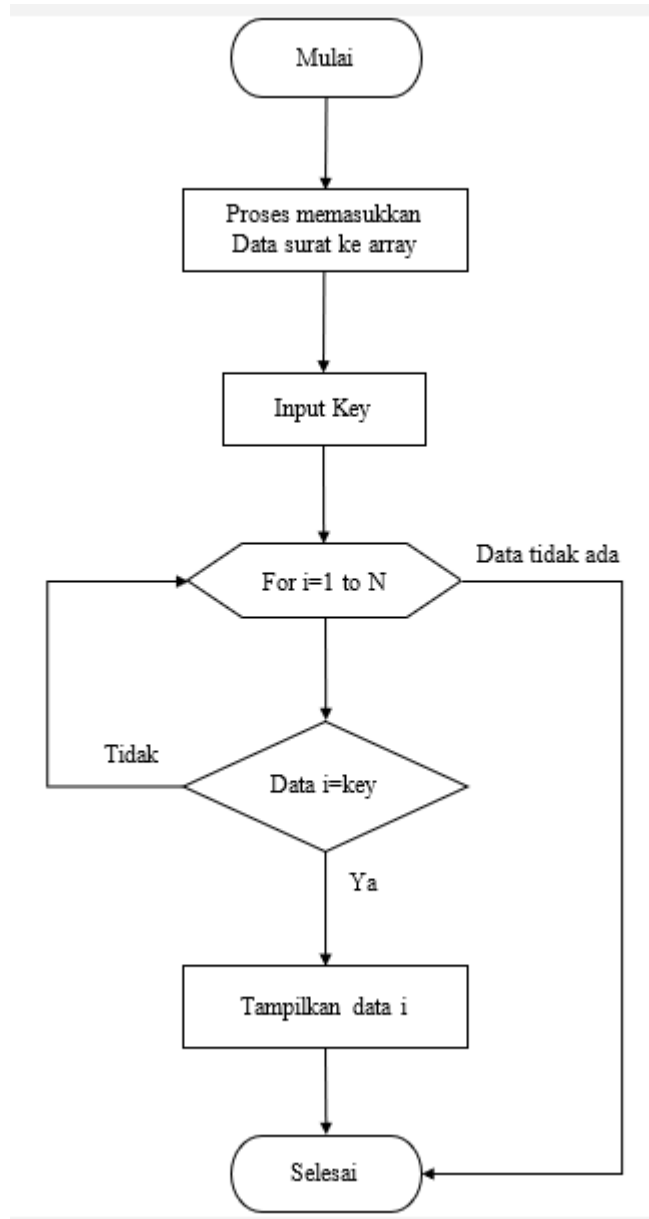 Mulai
Proses memasukkan
Data surat ke array
Input Key
Data tidak ada
For i=1 to N
Tidak
Data i=key
Ya
Tampilkan data i
Selesai